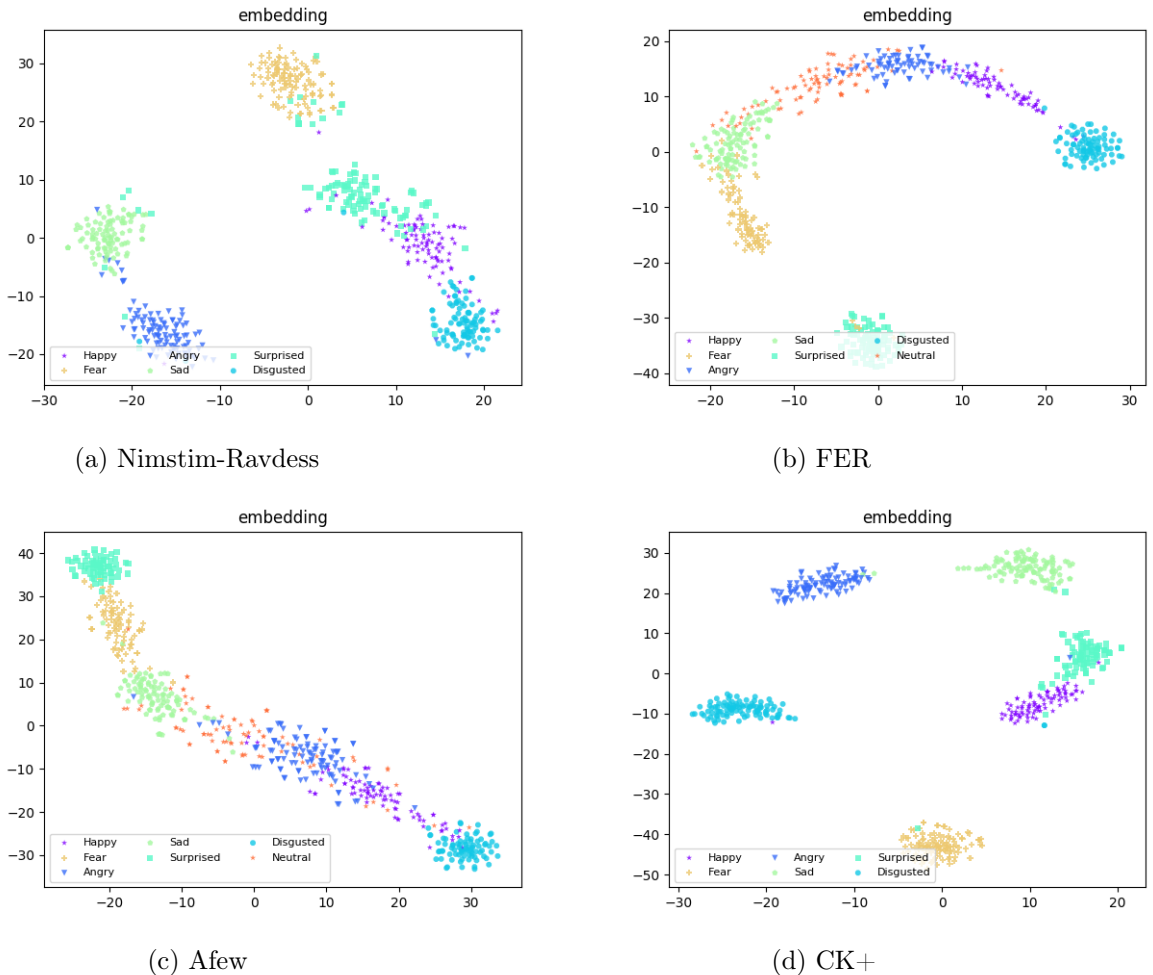 embedding
30
20
10
0
−10
−20
−30 −20 −10 0 10 20
Happy Angry Surprised
Fear Sad Disgusted
(a) Nimstim-Ravdess
embedding
20
10
0
−10
−20
−30
−40
−20 −10 0 10 20 30
Happy Sad Disgusted
Fear Surprised Neutral
Angry
(b) FER
embedding
40
30
20
10
0
−10
−20
−30
−20 −10 0 10 20 30
Happy Sad Disgusted
Fear Surprised Neutral
Angry
(c) Afew
embedding
30
20
10
0
−10
−20
−30
−40
−50
−30 −20 −10 0 10 20
Happy Angry Surprised
Fear Sad Disgusted
(d) CK+